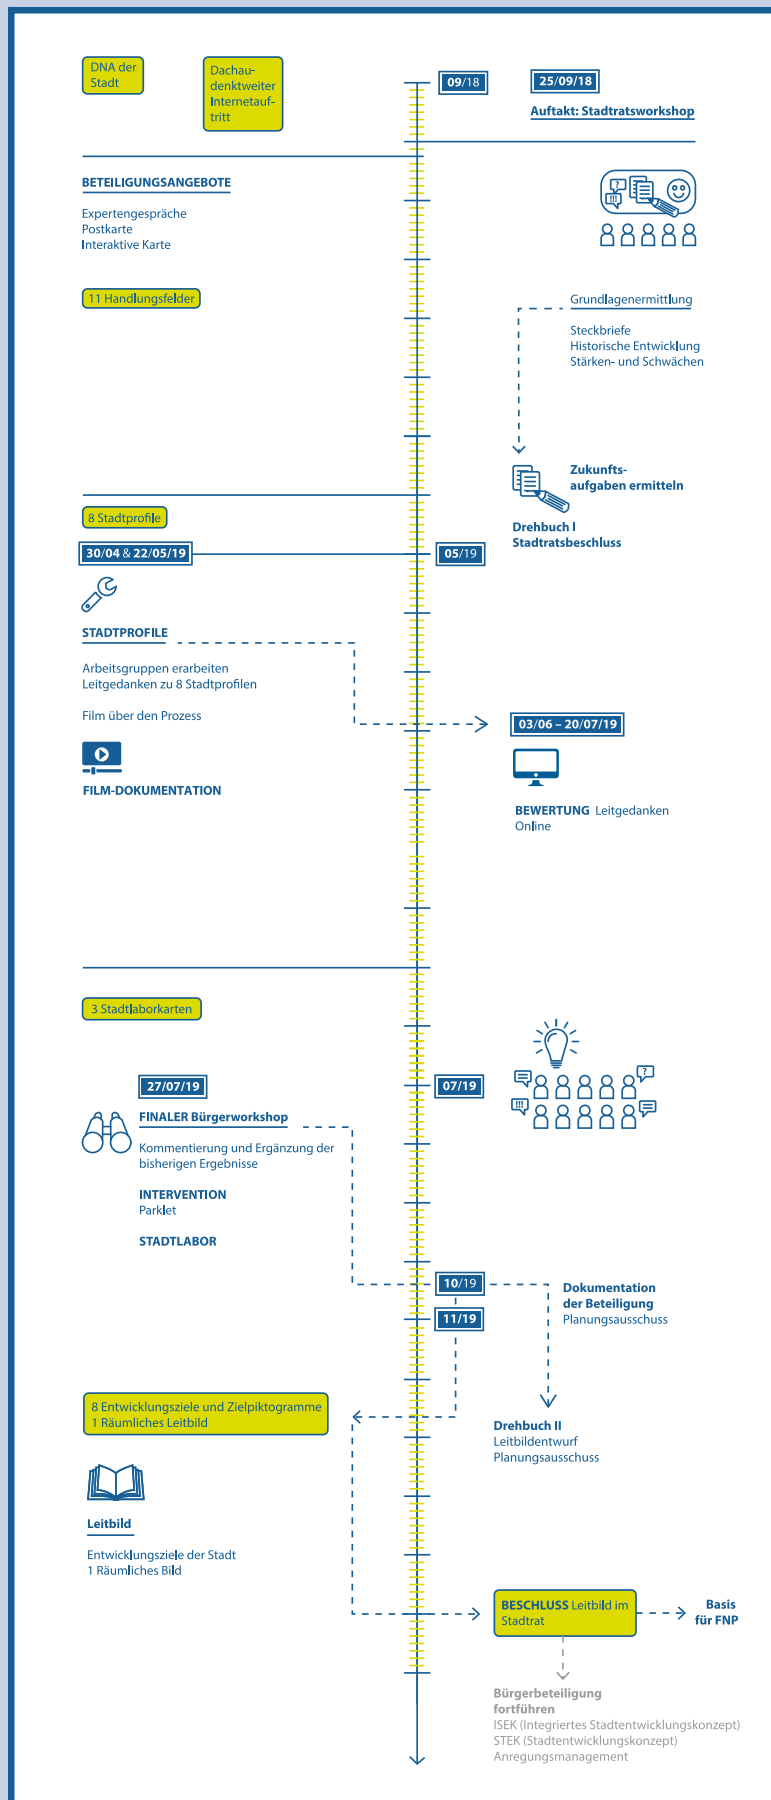 DNA der
Stadt
Dachau-
denktweiter
Internetauf-
tritt
09/18
25/09/18
Auftakt: Stadtratsworkshop
BETEILIGUNGSANGEBOTE
Expertengespräche
Postkarte
Interaktive Karte
?
!!!
11 Handlungsfelder
Grundlagenermittlung
Steckbriefe
Historische Entwicklung
Stärken- und Schwächen
Zukunfts-
aufgaben ermitteln
Drehbuch I
Stadtratsbeschluss
8 Stadtprofile
30/04 & 22/05/19
05/19
STADTPROFILE
Arbeitsgruppen erarbeiten
Leitgedanken zu 8 Stadtprofilen
Film über den Prozess
FILM-DOKUMENTATION
03/06 – 20/07/19
BEWERTUNG Leitgedanken
Online
3 Stadtlaborkarten
?
!!!
27/07/19
07/19
FINALER Bürgerworkshop
Kommentierung und Ergänzung der
bisherigen Ergebnisse
INTERVENTION
Parklet
STADTLABOR
10/19
11/19
Dokumentation
der Beteiligung
Planungsausschuss
8 Entwicklungsziele und Zielpiktogramme
1 Räumliches Leitbild
Drehbuch II
Leitbildentwurf
Planungsausschuss
Leitbild
Entwicklungsziele der Stadt
1 Räumliches Bild
BESCHLUSS Leitbild im
Stadtrat
Basis
für FNP
Bürgerbeteiligung
fortführen
ISEK (Integriertes Stadtentwicklungskonzept)
STEK (Stadtentwicklungskonzept)
Anregungsmanagement